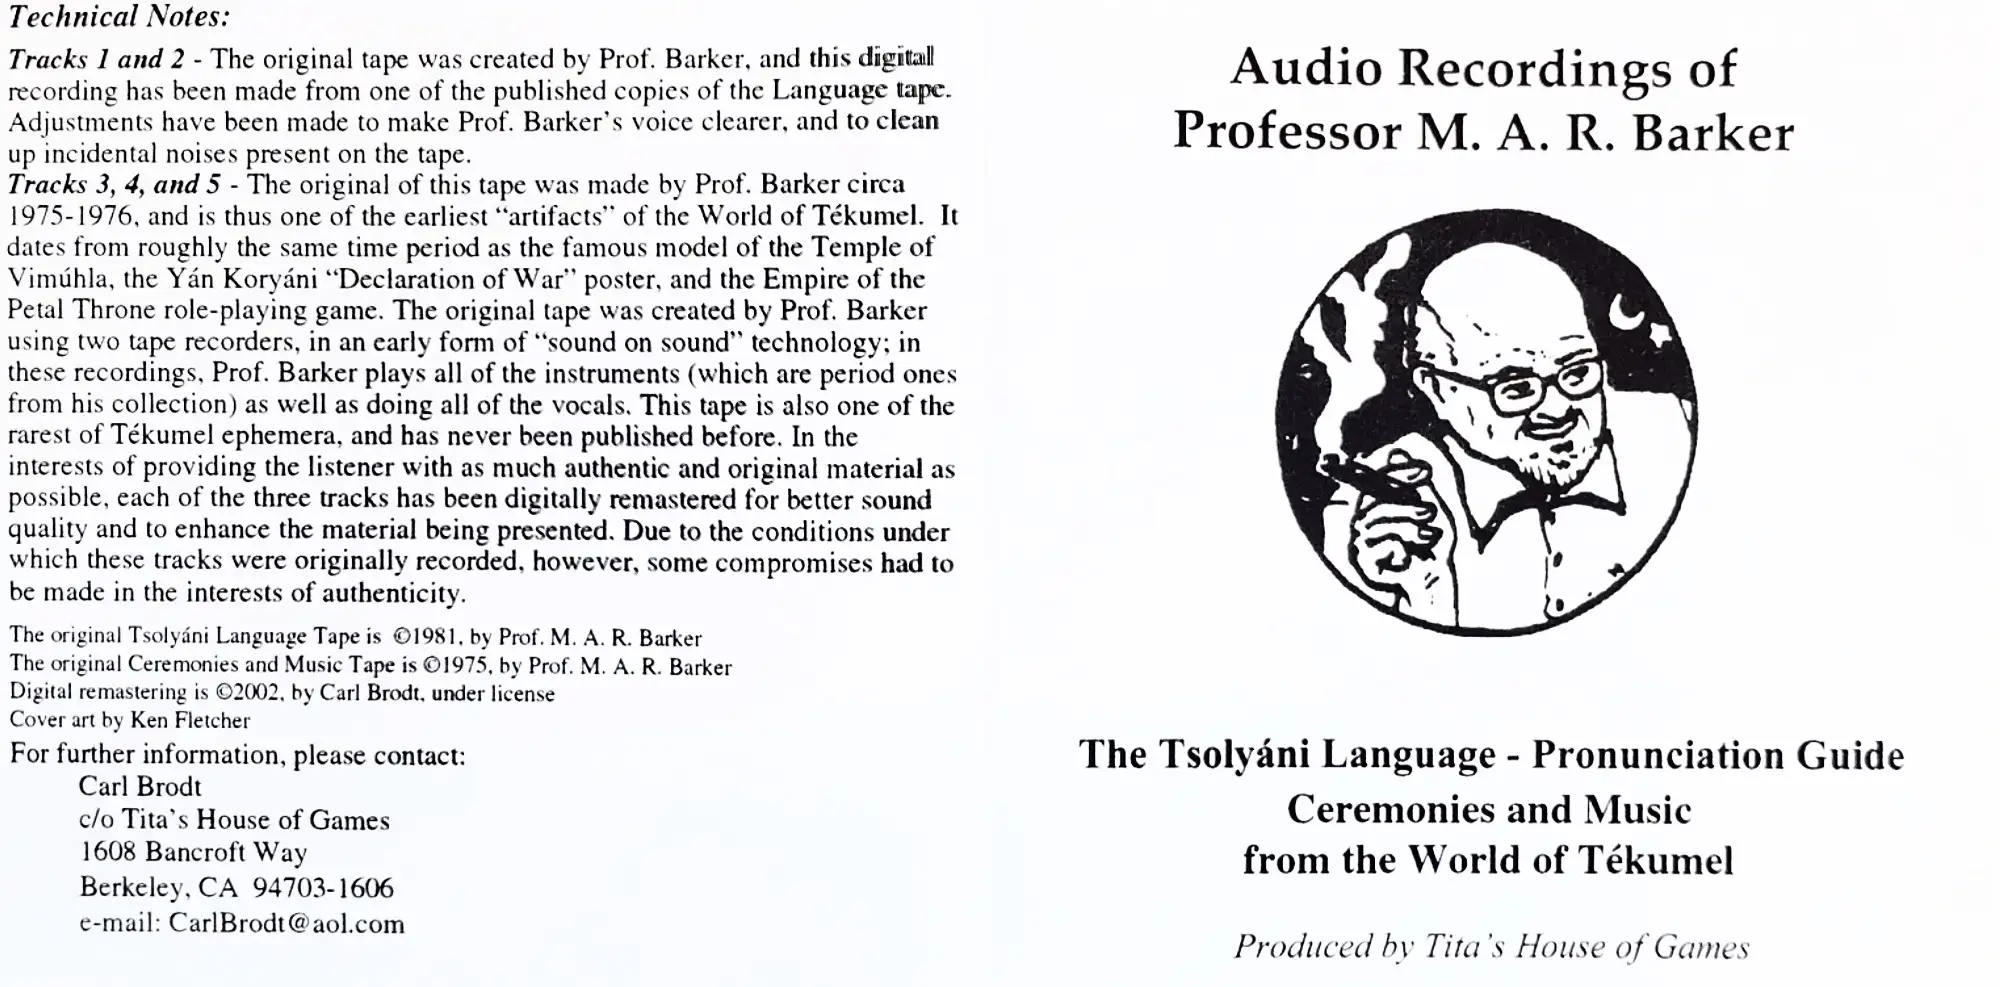 Technical Notes:
Tracks 1 and 2 - The original tape was created by Prof. Barker, and this digitall
recording has been made from one of the published copies of the Language tape.
Adjustments have been made to make Prof. Barker's voice clearer, and to clean
up incidental noises present on the tape.
Tracks 3, 4, and 5 - The original of this tape was made by Prof. Barker circa
1975-1976, and is thus one of the earliest "artifacts" of the World of Tékumel. It
dates from roughly the same time period as the famous model of the Temple of
Vimúhla, the Yán Koryáni "Declaration of War" poster, and the Empire of the
Petal Throne role-playing game. The original tape was created by Prof. Barker
using two tape recorders, in an early form of "sound on sound" technology; in
these recordings, Prof. Barker plays all of the instruments (which are period ones
from his collection) as well as doing all of the vocals. This tape is also one of the
rarest of Tékumel ephemera, and has never been published before. In the
interests of providing the listener with as much authentic and original material as
possible, each of the three tracks has been digitally remastered for better sound
quality and to enhance the material being presented. Due to the conditions under
which these tracks were originally recorded, however, some compromises had to
be made in the interests of authenticity.
The original Tsolyáni Language Tape is ©1981, by Prof. M. A. R. Barker
The original Ceremonies and Music Tape is ©1975, by Prof. M. A. R. Barker
Digital remastering is ©2002, by Carl Brodt, under license
Cover art by Ken Fletcher
For further information, please contact:
Carl Brodt
c/o Tita's House of Games
1608 Bancroft Way
Berkeley, CA 94703-1606
e-mail: CarlBrodt@aol.com
Audio Recordings of
Professor M. A. R. Barker
The Tsolyáni Language - Pronunciation Guide
Ceremonies and Music
from the World of Tékumel
Produced by Tita's House of Games